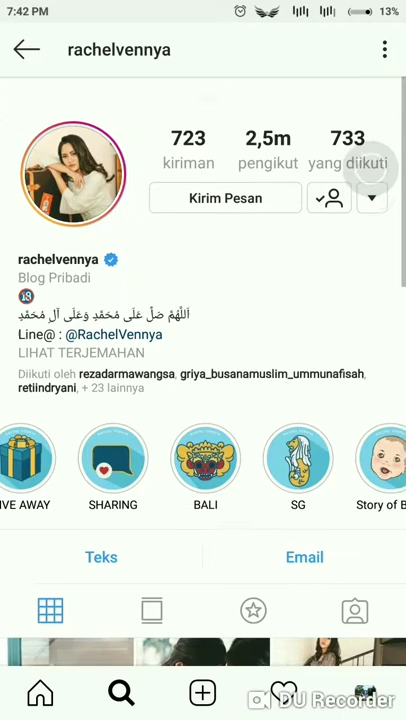 7:42 PM
13%
rachelvennya
723
2,5m
733
kiriman
pengikut
yang diikuti
Kirim Pesan
rachelvennya
Blog Pribadi
اَللّٰهُمَّ صَلِّ عَلَى مُحَمَّدٍ وَعَلَى آلِ مُحَمَّدٍ
Line@ : @RachelVennya
LIHAT TERJEMAHAN
Diikuti oleh rezadarmawangsa, griya_busanamuslim_ummunafisah,
retiindryani, + 23 lainnya
IVE AWAY
SHARING
BALI
SG
Story of B
Teks
Email
DU Recorder